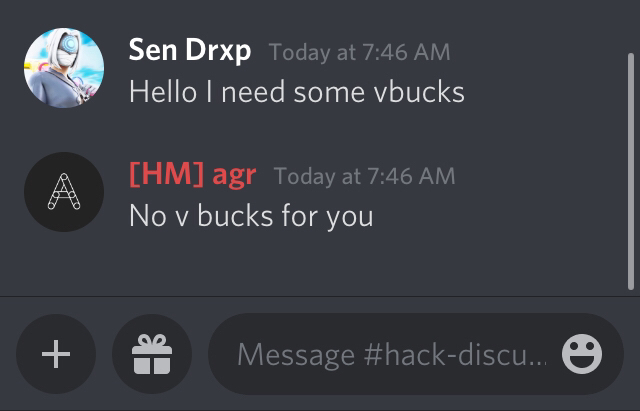 Sen Drxp Today at 7:46 AM
Hello I need some vbucks
[HM] agr Today at 7:46 AM
No v bucks for you
Message #hack-discu...